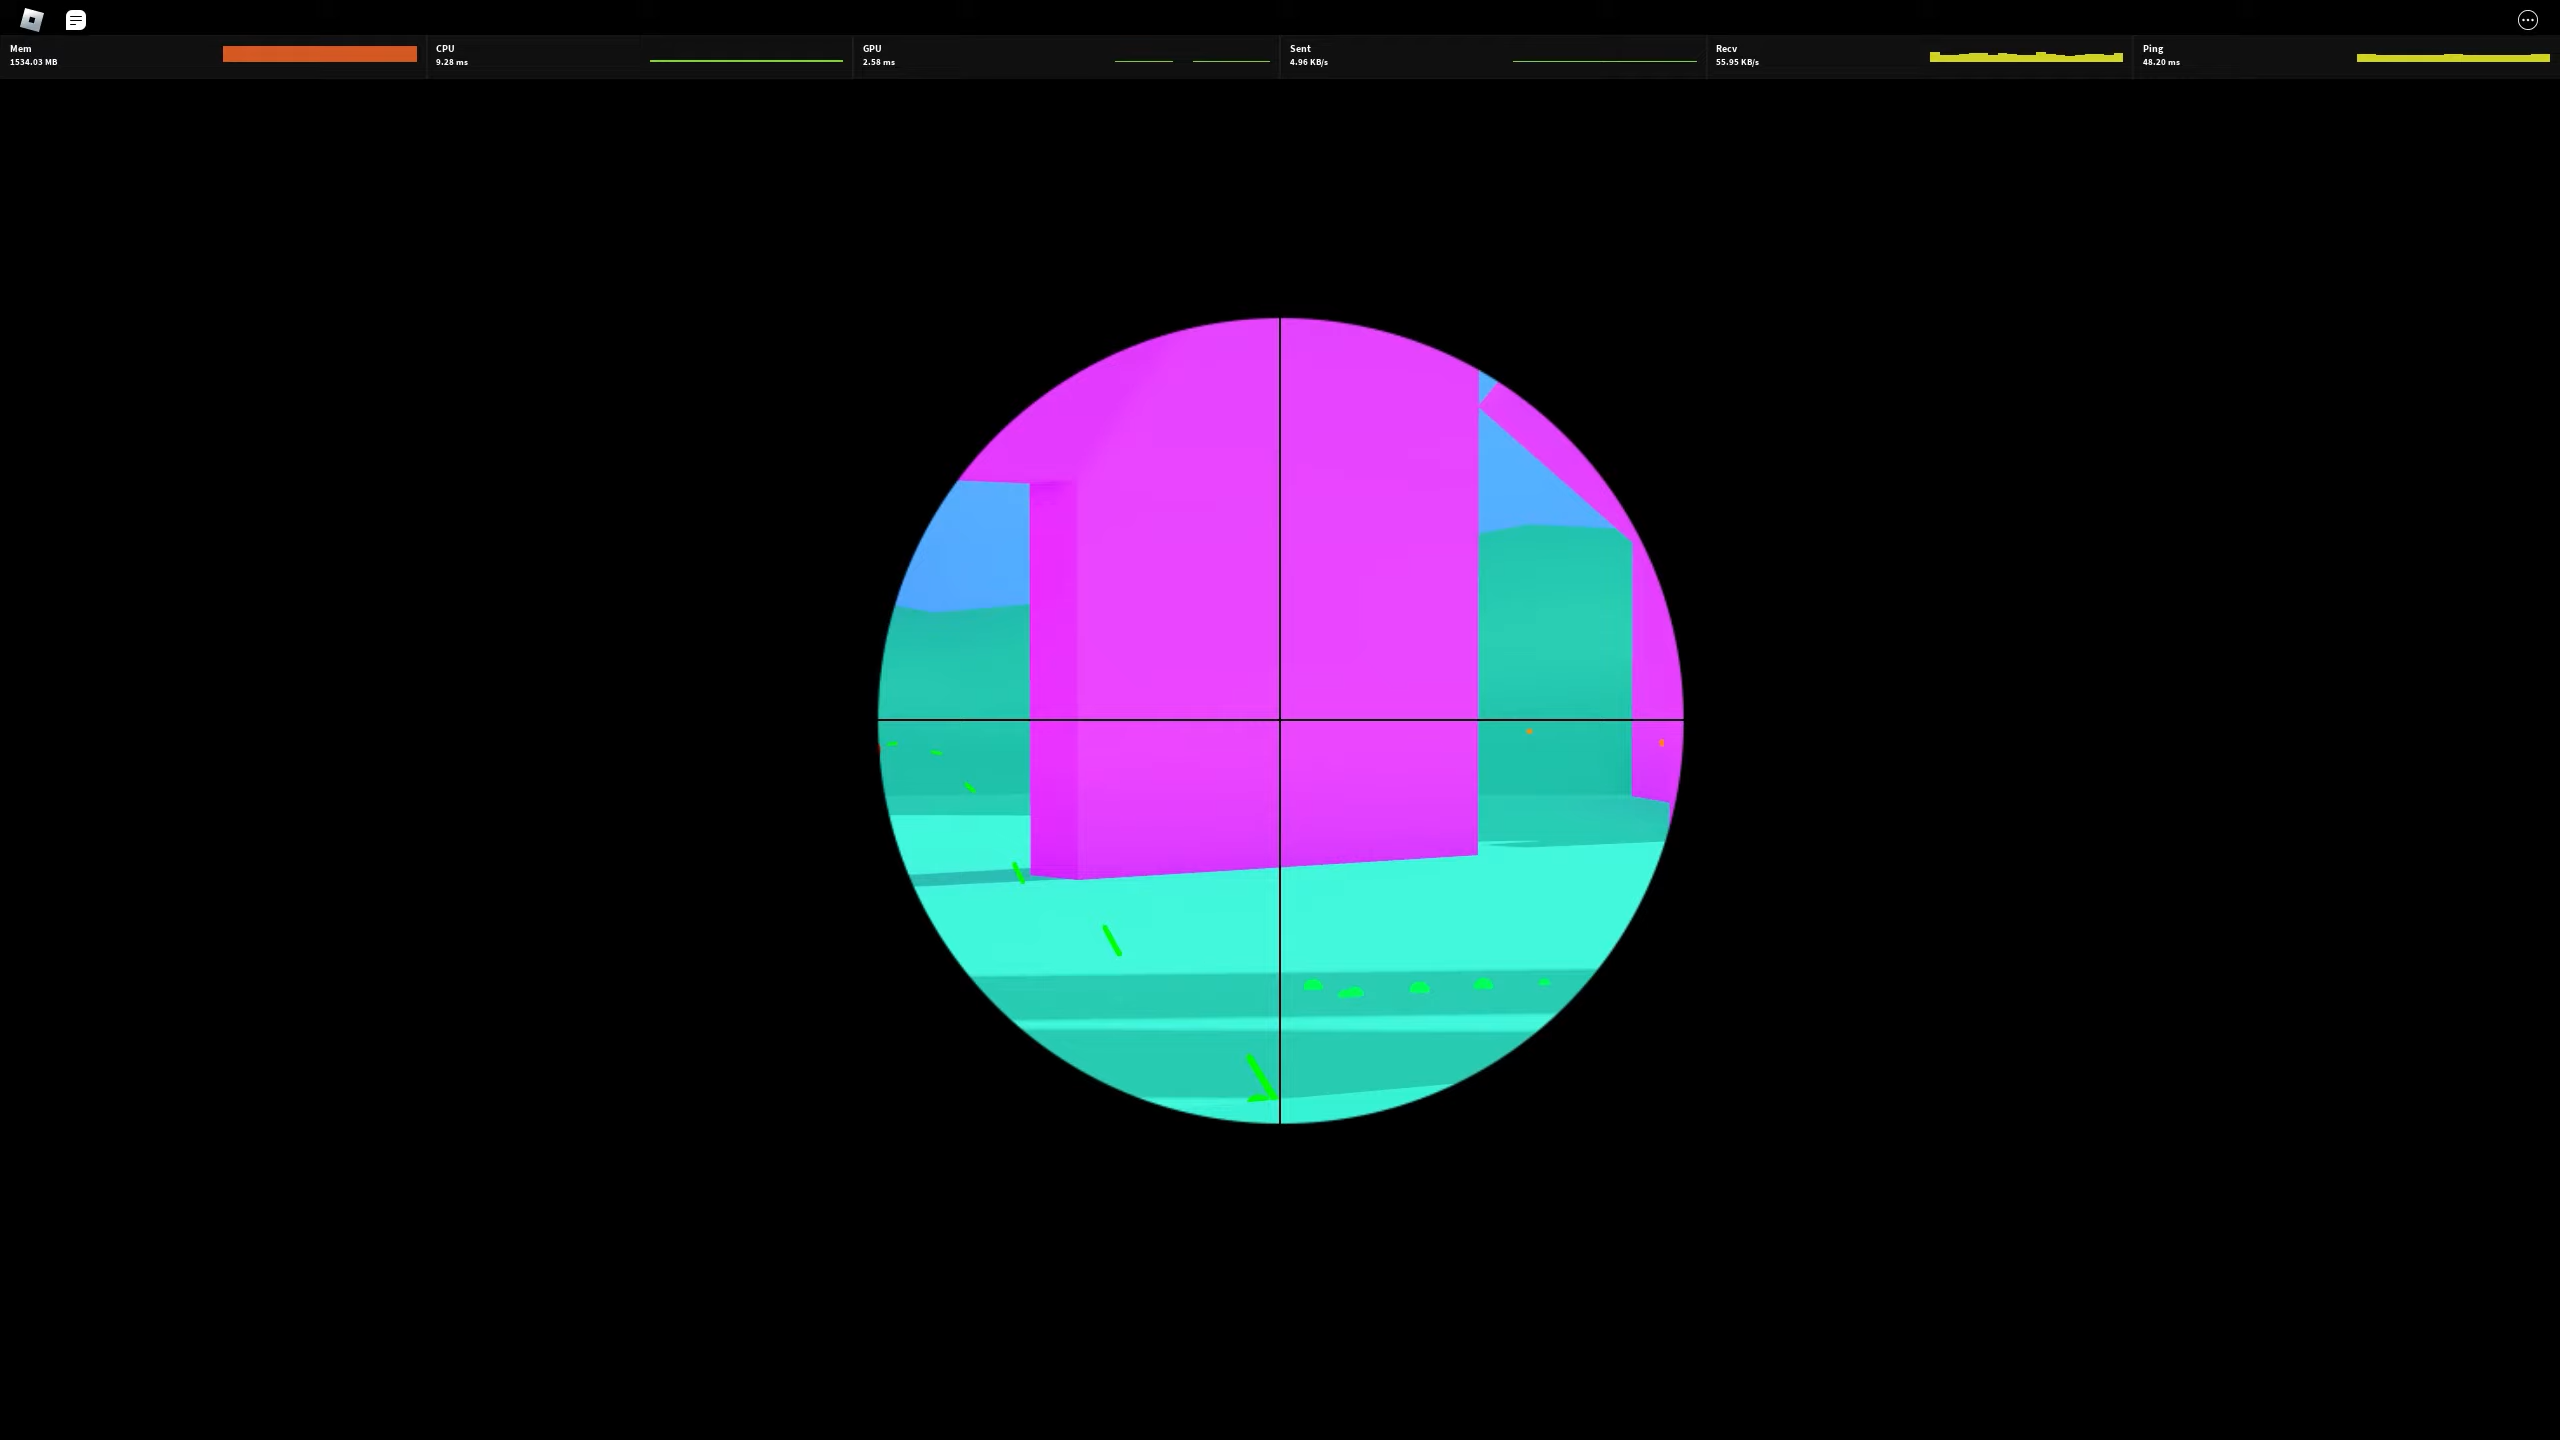 Mem
1534.03 MB
CPU
9.28 ms
GPU
2.58 ms
Sent
4.96 KB/s
Recv
55.95 KB/s
Ping
48.20 ms